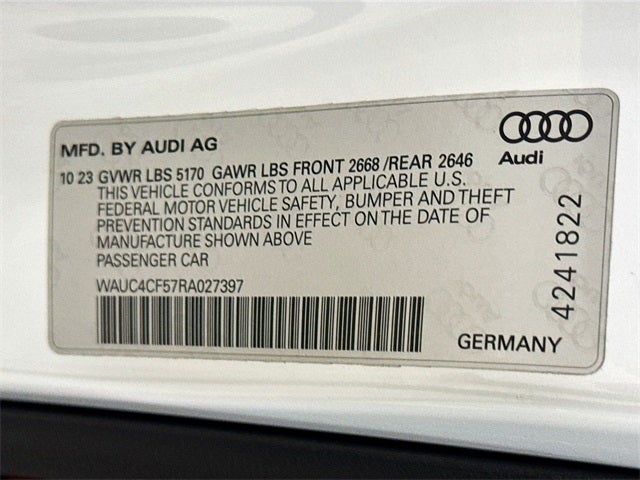 MFD. BY AUDI AG
10 23 GVWR LBS 5170 GAWR LBS FRONT 2668 /REAR 2646
THIS VEHICLE CONFORMS TO ALL APPLICABLE U.S.
FEDERAL MOTOR VEHICLE SAFETY, BUMPER AND THEFT
PREVENTION STANDARDS IN EFFECT ON THE DATE OF
MANUFACTURE SHOWN ABOVE
PASSENGER CAR
WAUC4CF57RA027397
Audi
4241822
GERMANY